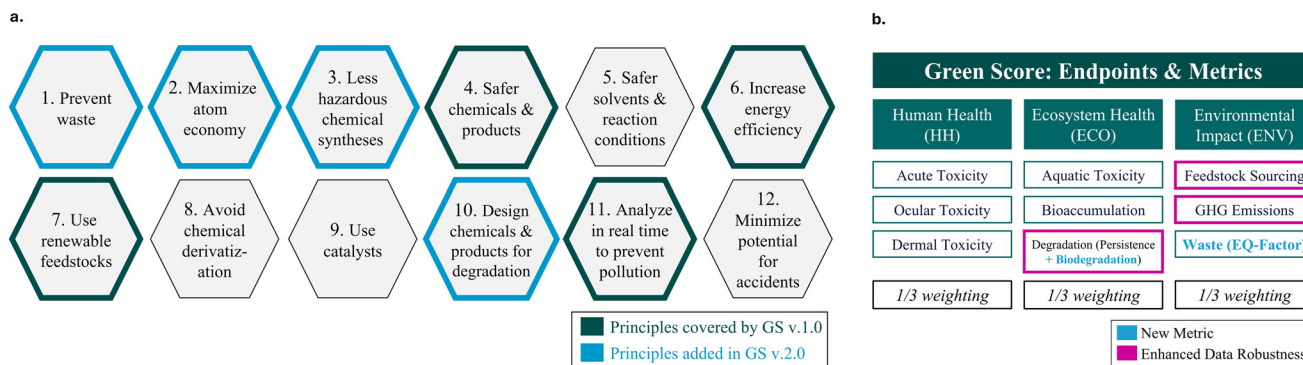 a.
1. Prevent
waste
2. Maximize
atom
economy
3. Less
hazardous
chemical
syntheses
4. Safer
chemicals &
products
5. Safer
solvents &
reaction
conditions
6. Increase
energy
efficiency
7. Use
renewable
feedstocks
8. Avoid
chemical
derivatiz-
ation
9. Use
catalysts
10. Design
chemicals &
products for
degradation
11. Analyze
in real time
to prevent
pollution
12.
Minimize
potential
for
accidents
Principles covered by GS v.1.0
Principles added in GS v.2.0
b.
Green Score: Endpoints & Metrics
Human Health
(HH)
Ecosystem Health
(ECO)
Environmental
Impact (ENV)
Acute Toxicity
Aquatic Toxicity
Feedstock Sourcing
Ocular Toxicity
Bioaccumulation
GHG Emissions
Dermal Toxicity
Degradation (Persistence
+ Biodegradation)
Waste (EQ-Factor)
1/3 weighting
1/3 weighting
1/3 weighting
New Metric
Enhanced Data Robustness